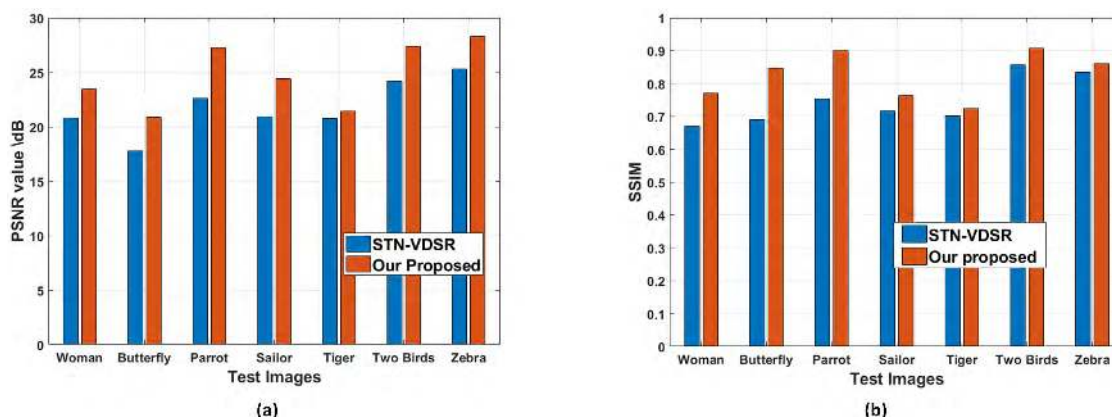 30
25
20
15
10
5
0
PSNR value \dB
STN-VDSR
Our Proposed
Woman Butterfly Parrot Sailor Tiger Two Birds Zebra
Test Images
(a)
1
0.9
0.8
0.7
0.6
0.5
0.4
0.3
0.2
0.1
0
SSIM
STN-VDSR
Our proposed
Woman Butterfly Parrot Sailor Tiger Two Birds Zebra
Test Images
(b)